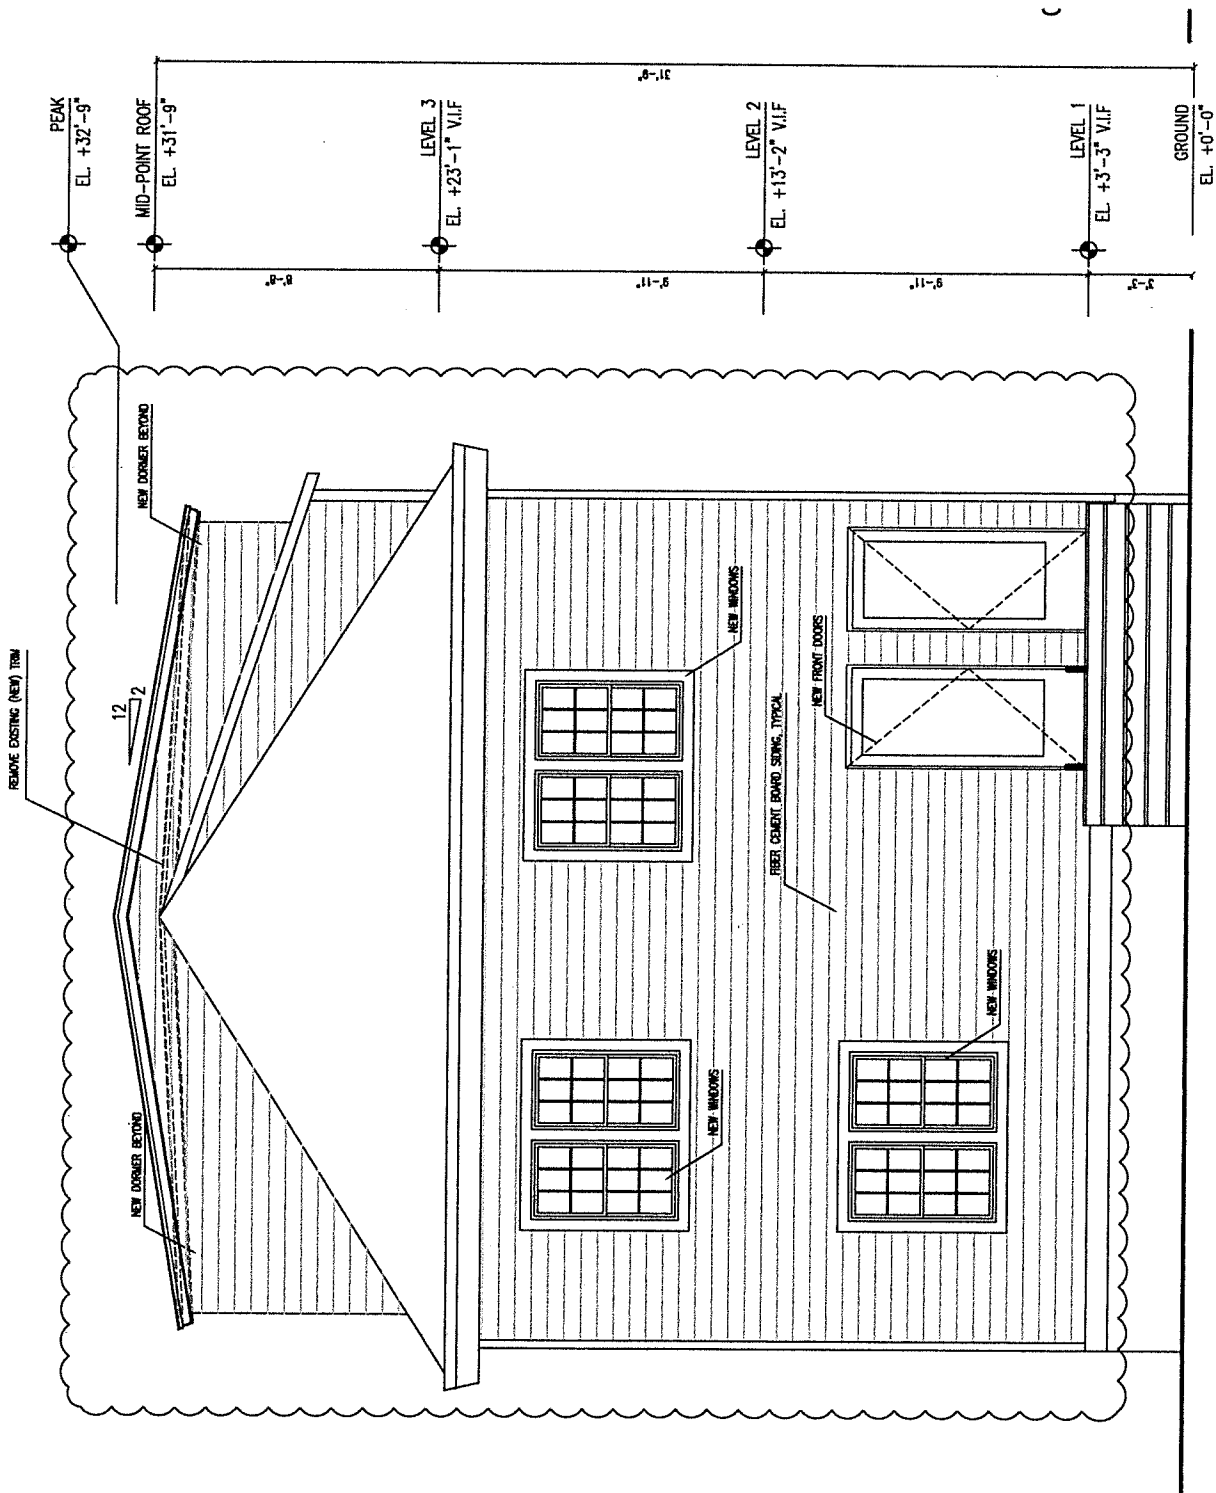 PEAK
EL. +32'-9"
MID-POINT ROOF
EL. +31'-9"
LEVEL 3
EL. +23'-1" V.I.F
LEVEL 2
EL. +13'-2" V.I.F
LEVEL 1
EL. +3'-3" V.I.F
GROUND
EL. +0'-0"
31'-9"
8'-8"
9'-11"
9'-11"
3'-3"
NEW DORMER BEYOND
REMOVE EXISTING (NEW) TRIM
12
2
NEW DORMER BEYOND
NEW WINDOWS
NEW FRONT DOORS
FIBER CEMENT BOARD SIDING, TYPICAL
NEW WINDOWS
NEW WINDOWS